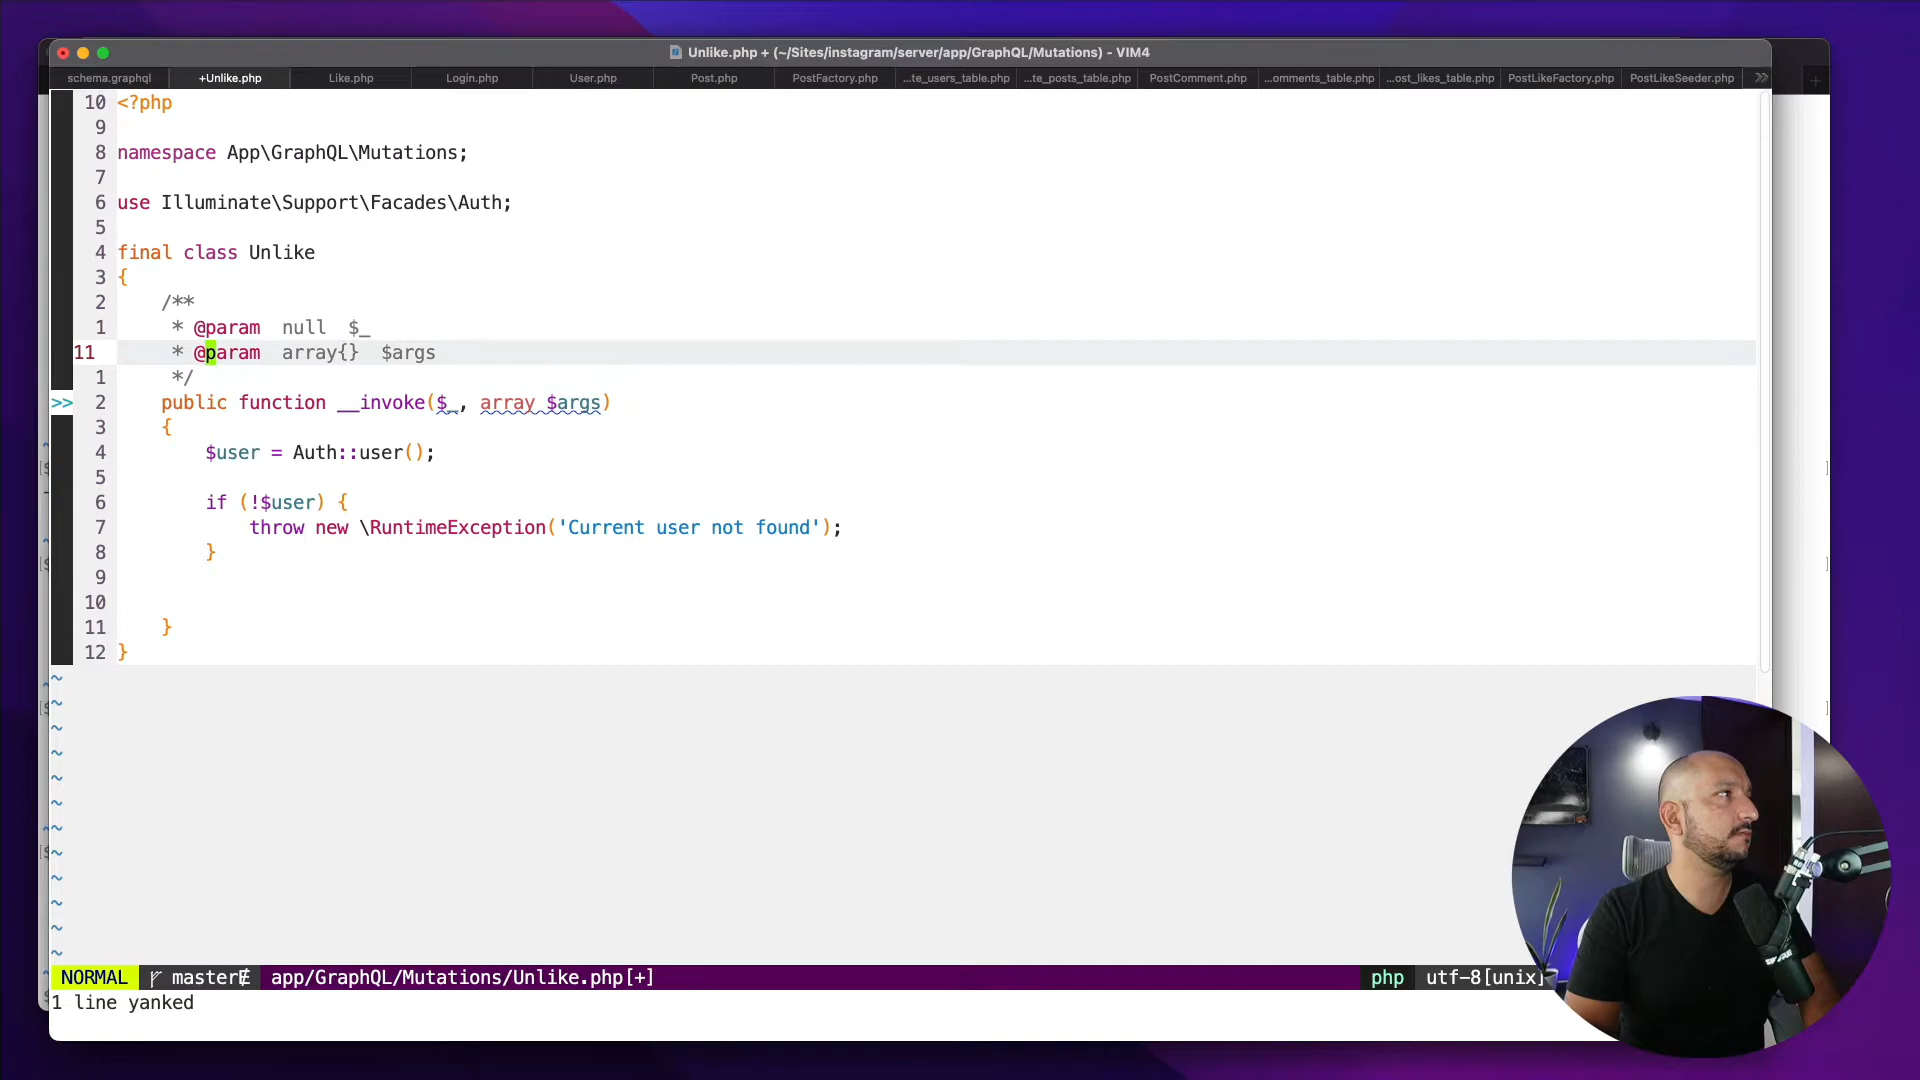 Unlike.php + (~/Sites/instagram/server/app/GraphQL/Mutations) - VIM4
schema.graphql +Unlike.php Like.php Login.php User.php Post.php PostFactory.php ...te_users_table.php ...te_posts_table.php PostComment.php ...omments_table.php ...ost_likes_table.php PostLikeFactory.php PostLikeSeeder.php >>
10 <?php
9
8 namespace App\GraphQL\Mutations;
7
6 use Illuminate\Support\Facades\Auth;
5
4 final class Unlike
3 {
2 /**
1 * @param null $_
11 * @param array{} $args
1 */
>> 2 public function __invoke($_, array $args)
3 {
4 $user = Auth::user();
5
6 if (!$user) {
7 throw new \RuntimeException('Current user not found');
8 }
9
10
11 }
12 }
~
~
~
~
~
~
~
~
~
~
~
~
NORMAL master app/GraphQL/Mutations/Unlike.php[+] php utf-8[unix]
1 line yanked